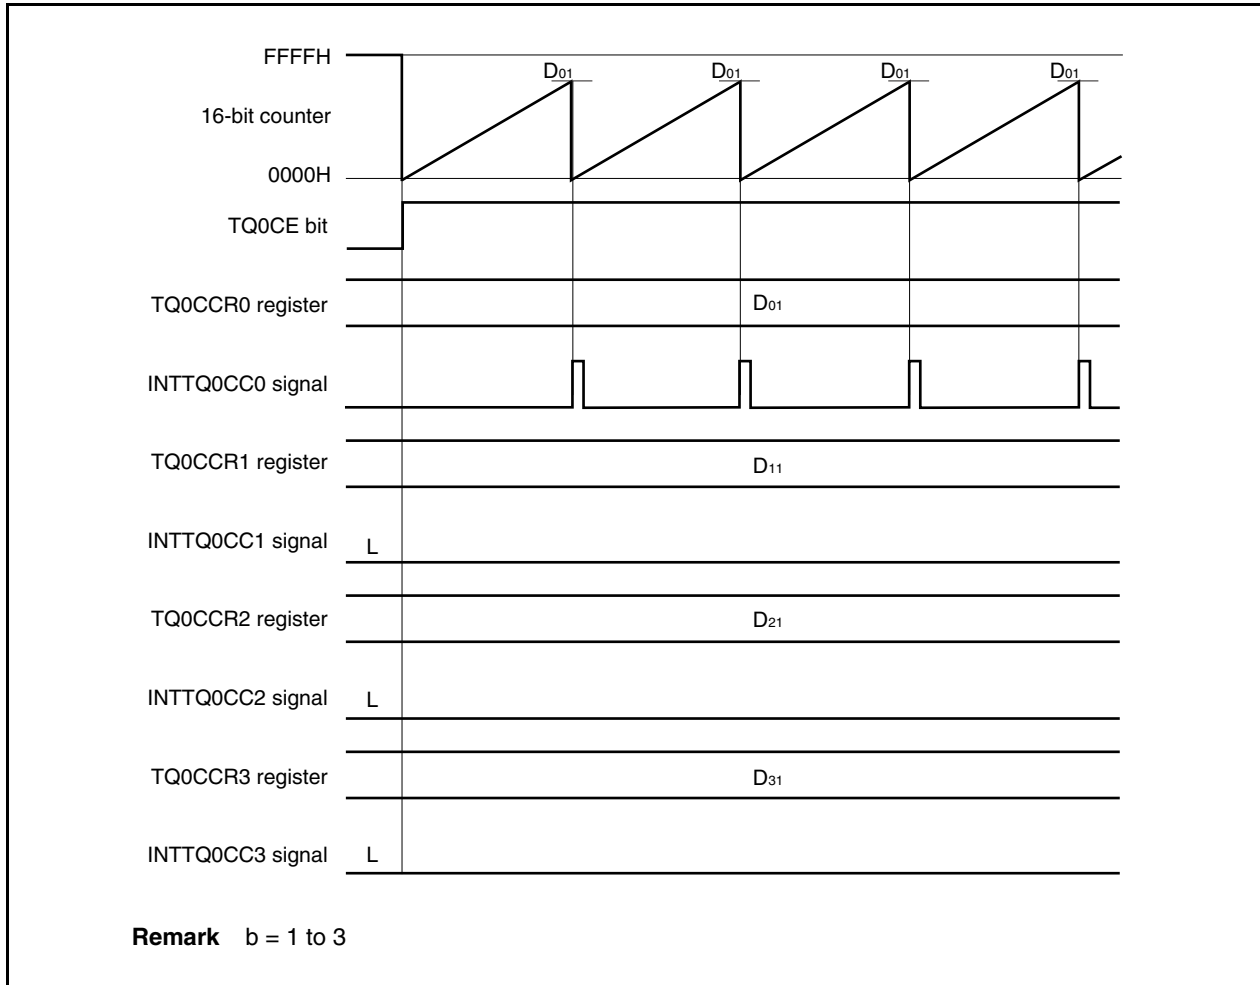 FFFFH
D01 D01 D01 D01
16-bit counter
0000H
TQ0CE bit
TQ0CCR0 register D01
INTTQ0CC0 signal
TQ0CCR1 register D11
INTTQ0CC1 signal L
TQ0CCR2 register D21
INTTQ0CC2 signal L
TQ0CCR3 register D31
INTTQ0CC3 signal L
Remark b = 1 to 3